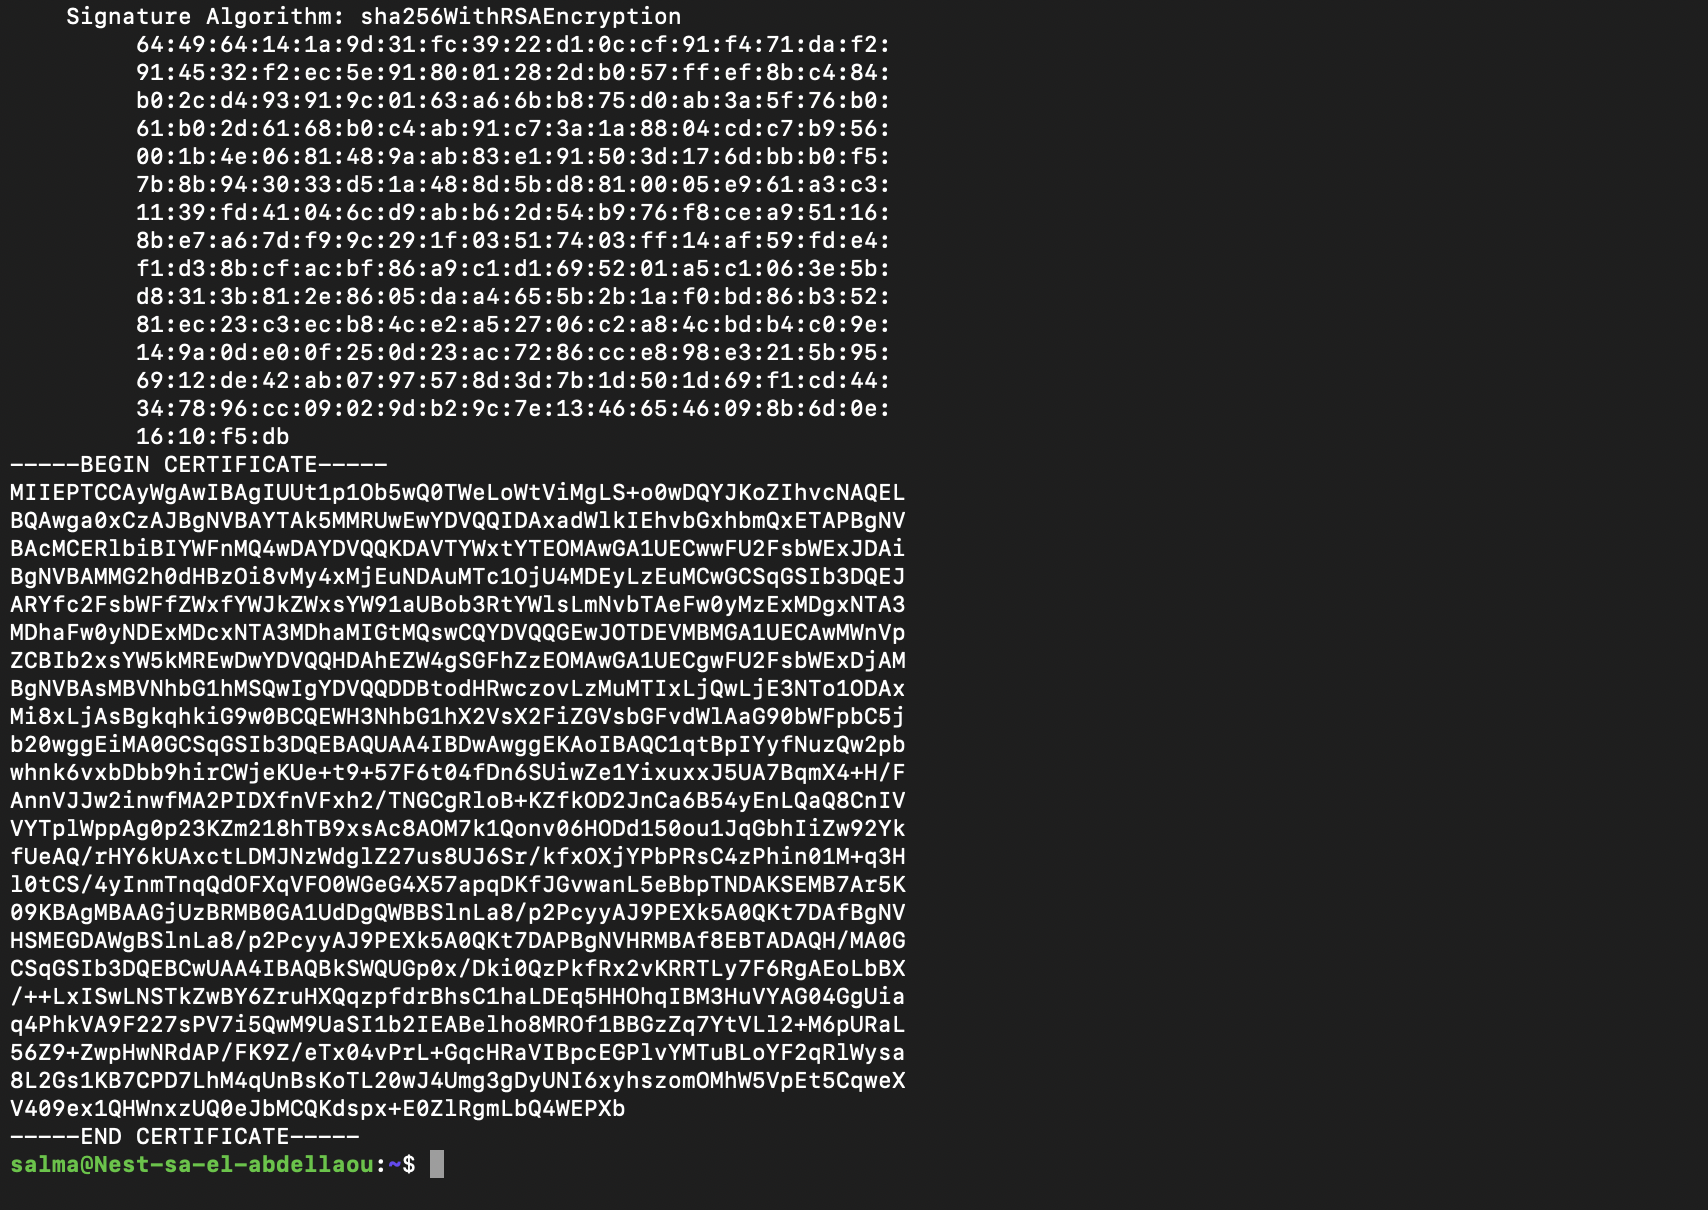 Signature Algorithm: sha256WithRSAEncryption
64:49:64:14:1a:9d:31:fc:39:22:d1:0c:cf:91:f4:71:da:f2:
91:45:32:f2:ec:5e:91:80:01:28:2d:b0:57:ff:ef:8b:c4:84:
b0:2c:d4:93:91:9c:01:63:a6:6b:b8:75:d0:ab:3a:5f:76:b0:
61:b0:2d:61:68:b0:c4:ab:91:c7:3a:1a:88:04:cd:c7:b9:56:
00:1b:4e:06:81:48:9a:ab:83:e1:91:50:3d:17:6d:bb:b0:f5:
7b:8b:94:30:33:d5:1a:48:8d:5b:d8:81:00:05:e9:61:a3:c3:
11:39:fd:41:04:6c:d9:ab:b6:2d:54:b9:76:f8:ce:a9:51:16:
8b:e7:a6:7d:f9:9c:29:1f:03:51:74:03:ff:14:af:59:fd:e4:
f1:d3:8b:cf:ac:bf:86:a9:c1:d1:69:52:01:a5:c1:06:3e:5b:
d8:31:3b:81:2e:86:05:da:a4:65:5b:2b:1a:f0:bd:86:b3:52:
81:ec:23:c3:ec:b8:4c:e2:a5:27:06:c2:a8:4c:bd:b4:c0:9e:
14:9a:0d:e0:0f:25:0d:23:ac:72:86:cc:e8:98:e3:21:5b:95:
69:12:de:42:ab:07:97:57:8d:3d:7b:1d:50:1d:69:f1:cd:44:
34:78:96:cc:09:02:9d:b2:9c:7e:13:46:65:46:09:8b:6d:0e:
16:10:f5:db
-----BEGIN CERTIFICATE-----
MIIEPTCCAyWgAwIBAgIUUt1p1Ob5wQ0TWeLoWtViMgLS+o0wDQYJKoZIhvcNAQEL
BQAwga0xCzAJBgNVBAYTAk5MMRUwEwYDVQQIDAxadWlkIEhvbGxhbmQxETAPBgNV
BAcMCERlbiBIYWFnMQ4wDAYDVQQKDAVTYWxtYTEOMAwGA1UECwwFU2FsbWExJDAi
BgNVBAMMG2h0dHBzOi8vMy4xMjEuNDAuMTc1OjU4MDEyLzEuMCwGCSqGSIb3DQEJ
ARYfc2FsbWFfZWxfYWJkZWxsYW91aUBob3RtYWlsLmNvbTAeFw0yMzExMDgxNTA3
MDhaFw0yNDExMDcxNTA3MDhaMIGtMQswCQYDVQQGEwJOTDEVMBMGA1UECAwMWnVp
ZCBIb2xsYW5kMREwDwYDVQQHDAhEZW4gSGFhZzEOMAwGA1UECgwFU2FsbWExDjAM
BgNVBAsMBVNhbG1hMSQwIgYDVQQDDBtodHRwczovLzMuMTIxLjQwLjE3NTo1ODAx
Mi8xLjAsBgkqhkiG9w0BCQEWH3NhbG1hX2VsX2FiZGVsbGFvdWlAaG90bWFpbC5j
b20wggEiMA0GCSqGSIb3DQEBAQUAA4IBDwAwggEKAoIBAQC1qtBpIYyfNuzQw2pb
whnk6vxbDbb9hirCWjeKUe+t9+57F6t04fDn6SUiwZe1YixuxxJ5UA7BqmX4+H/F
AnnVJJw2inwfMA2PIDXfnVFxh2/TNGCgRloB+KZfkOD2JnCa6B54yEnLQaQ8CnIV
VYTplWppAg0p23KZm218hTB9xsAc8AOM7k1Qonv06HODd150ou1JqGbhIiZw92Yk
fUeAQ/rHY6kUAxctLDMJNzWdglZ27us8UJ6Sr/kfxOXjYPbPRsC4zPhin01M+q3H
l0tCS/4yInmTnqQdOFXqVFO0WGeG4X57apqDKfJGvwanL5eBbpTNDAKSEMB7Ar5K
09KBAgMBAAGjUzBRMB0GA1UdDgQWBBSlnLa8/p2PcyyAJ9PEXk5A0QKt7DAfBgNV
HSMEGDAWgBSlnLa8/p2PcyyAJ9PEXk5A0QKt7DAPBgNVHRMBAf8EBTADAQH/MA0G
CSqGSIb3DQEBCwUAA4IBAQBkSWQUGp0x/Dki0QzPkfRx2vKRRTLy7F6RgAEoLbBX
/++LxISwLNSTkZwBY6ZruHXQqzpfdrBhsC1haLDEq5HHOhqIBM3HuVYAG04GgUia
q4PhkVA9F227sPV7i5QwM9UaSI1b2IEABelho8MROf1BBGzZq7YtVLl2+M6pURaL
56Z9+ZwpHwNRdAP/FK9Z/eTx04vPrL+GqcHRaVIBpcEGPlvYMTuBLoYF2qRlWysa
8L2Gs1KB7CPD7LhM4qUnBsKoTL20wJ4Umg3gDyUNI6xyhszomOMhW5VpEt5CqweX
V409ex1QHWnxzUQ0eJbMCQKdspx+E0ZlRgmLbQ4WEPXb
-----END CERTIFICATE-----
salma@Nest-sa-el-abdellaou:~$